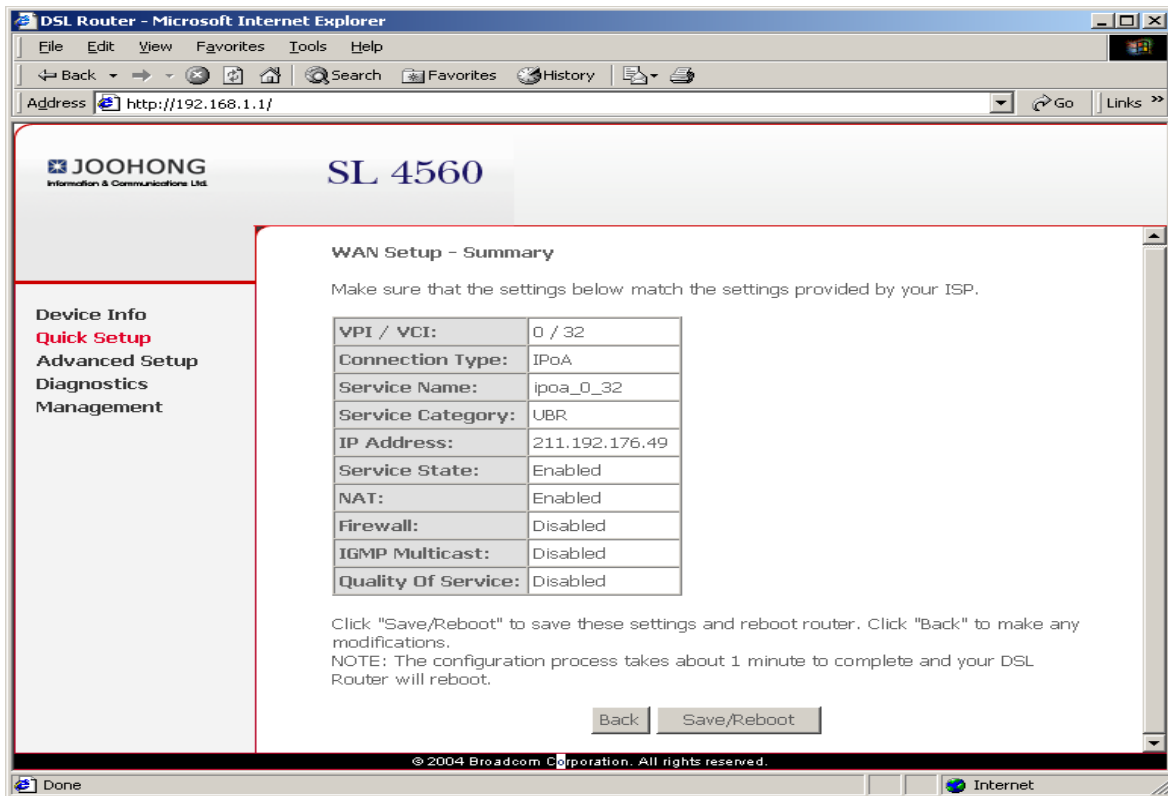 DSL Router - Microsoft Internet Explorer
File Edit View Favorites Tools Help
Back Search Favorites History
Address http://192.168.1.1/ Go Links »
JOOHONG
Information & Communications Ltd.
SL 4560
Device Info
Quick Setup
Advanced Setup
Diagnostics
Management
WAN Setup - Summary
Make sure that the settings below match the settings provided by your ISP.
VPI / VCI: 0 / 32
Connection Type: IPoA
Service Name: ipoa_0_32
Service Category: UBR
IP Address: 211.192.176.49
Service State: Enabled
NAT: Enabled
Firewall: Disabled
IGMP Multicast: Disabled
Quality Of Service: Disabled
Click "Save/Reboot" to save these settings and reboot router. Click "Back" to make any
modifications.
NOTE: The configuration process takes about 1 minute to complete and your DSL
Router will reboot.
Back Save/Reboot
© 2004 Broadcom Corporation. All rights reserved.
Done Internet